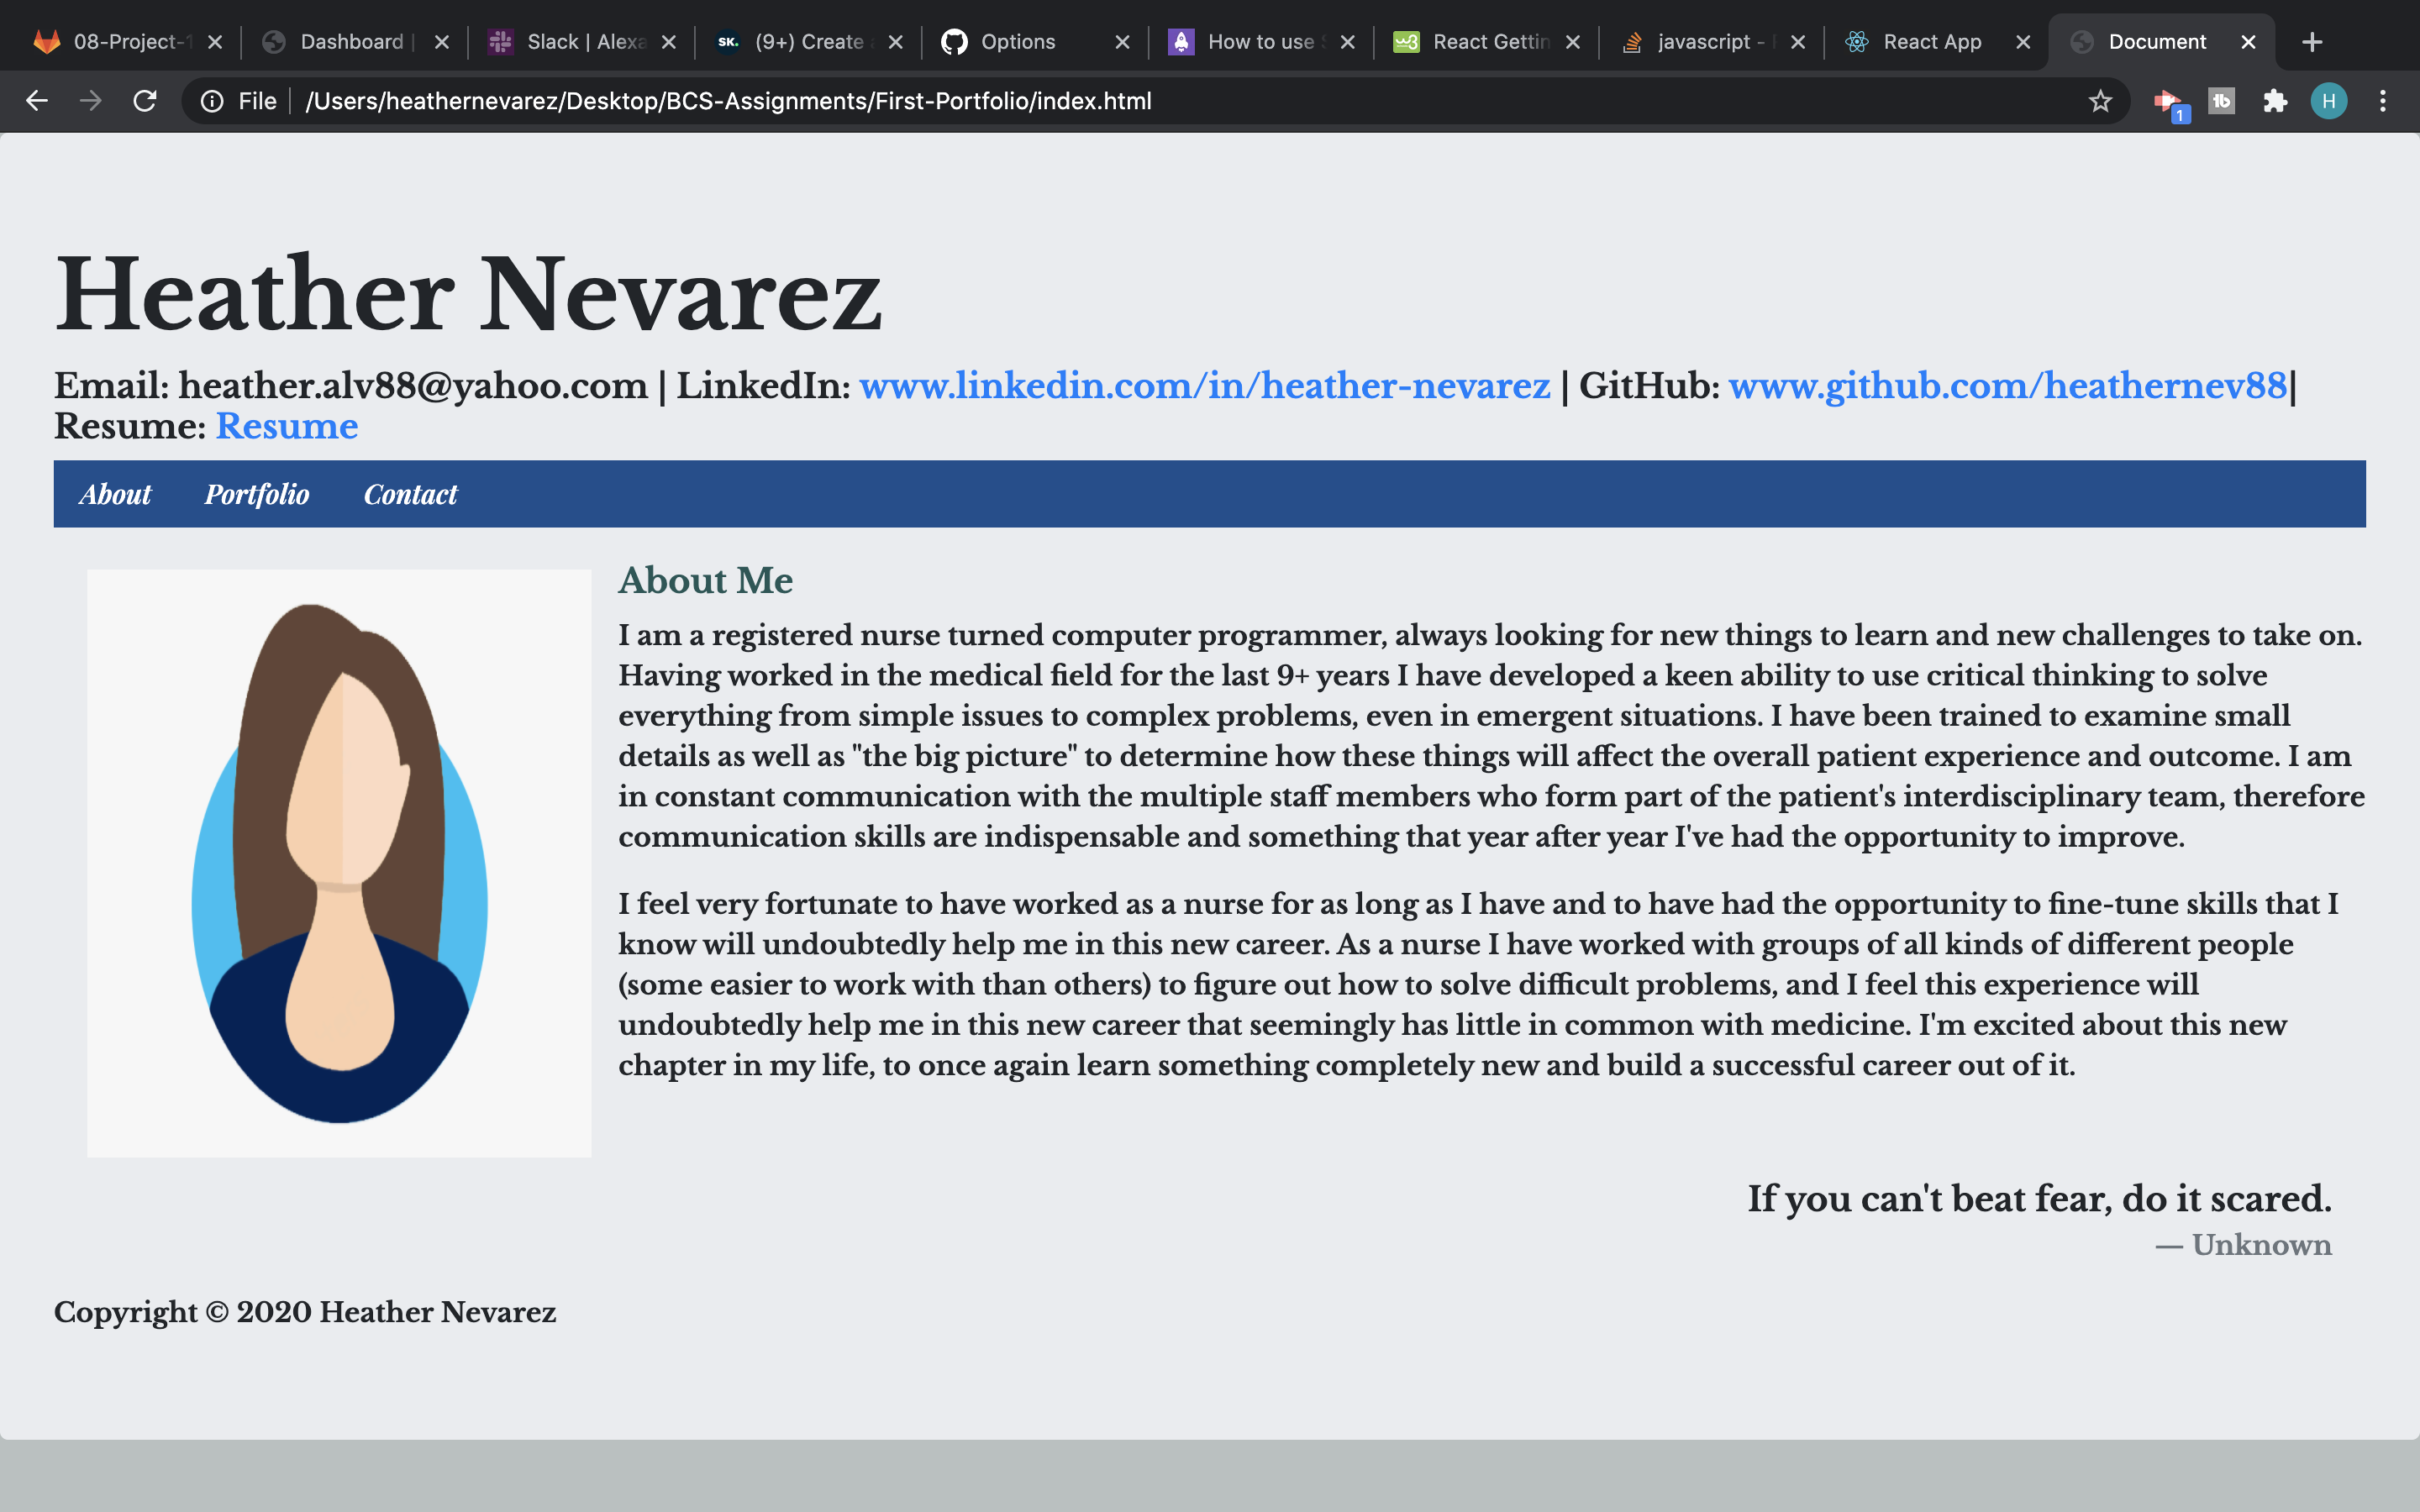 08-Project-1
Dashboard |
Slack | Alexa
SK. (9+) Create a
Options
How to use S
React Gettin
javascript -
React App
Document
File /Users/heathernevarez/Desktop/BCS-Assignments/First-Portfolio/index.html
1
tb
H
Heather Nevarez
Email: heather.alv88@yahoo.com | LinkedIn: www.linkedin.com/in/heather-nevarez | GitHub: www.github.com/heathernev88|
Resume: Resume
About Portfolio Contact
About Me
I am a registered nurse turned computer programmer, always looking for new things to learn and new challenges to take on.
Having worked in the medical field for the last 9+ years I have developed a keen ability to use critical thinking to solve
everything from simple issues to complex problems, even in emergent situations. I have been trained to examine small
details as well as "the big picture" to determine how these things will affect the overall patient experience and outcome. I am
in constant communication with the multiple staff members who form part of the patient's interdisciplinary team, therefore
communication skills are indispensable and something that year after year I've had the opportunity to improve.
I feel very fortunate to have worked as a nurse for as long as I have and to have had the opportunity to fine-tune skills that I
know will undoubtedly help me in this new career. As a nurse I have worked with groups of all kinds of different people
(some easier to work with than others) to figure out how to solve difficult problems, and I feel this experience will
undoubtedly help me in this new career that seemingly has little in common with medicine. I'm excited about this new
chapter in my life, to once again learn something completely new and build a successful career out of it.
If you can't beat fear, do it scared.
— Unknown
Copyright © 2020 Heather Nevarez